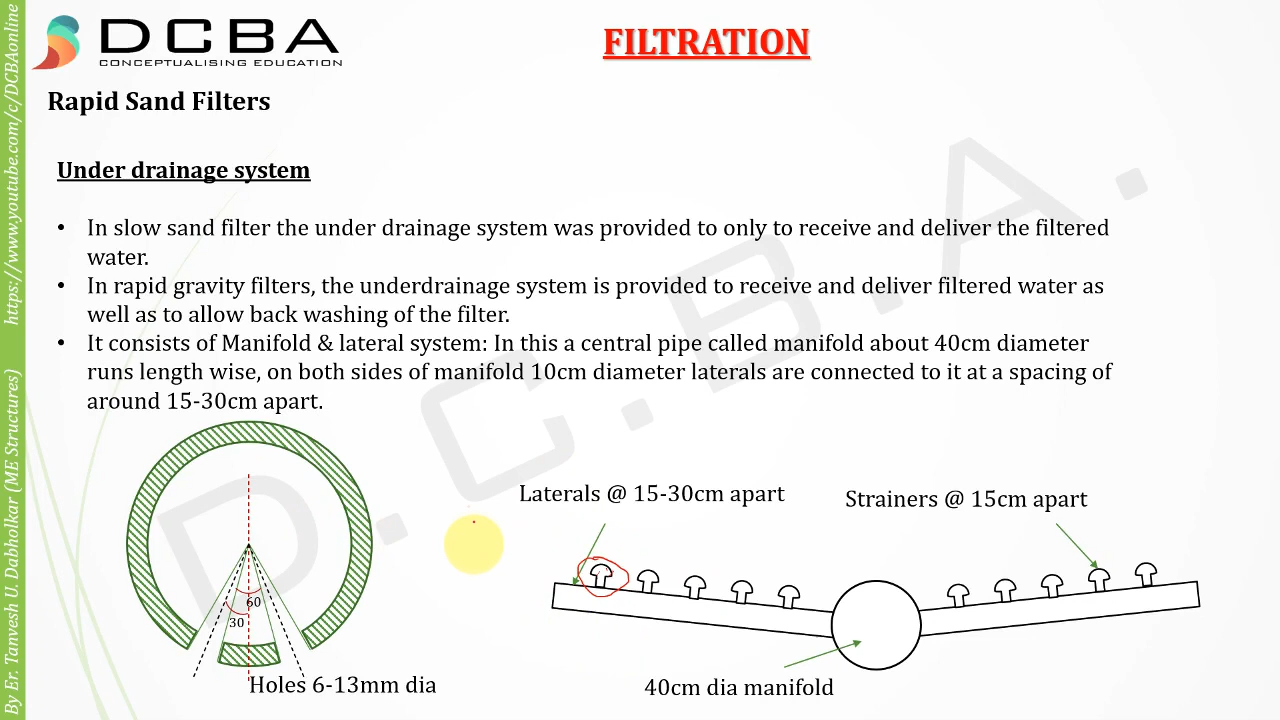 DCBA
CONCEPTUALISING EDUCATION
FILTRATION
Rapid Sand Filters
Under drainage system
• In slow sand filter the under drainage system was provided to only to receive and deliver the filtered
water.
• In rapid gravity filters, the underdrainage system is provided to receive and deliver filtered water as
well as to allow back washing of the filter.
• It consists of Manifold & lateral system: In this a central pipe called manifold about 40cm diameter
runs length wise, on both sides of manifold 10cm diameter laterals are connected to it at a spacing of
around 15-30cm apart.
Laterals @ 15-30cm apart
Strainers @ 15cm apart
60
30
Holes 6-13mm dia
40cm dia manifold
By Er. Tanvesh U. Dabholkar (ME Structures) https://www.youtube.com/c/DCBAonline
D.C.B.A.